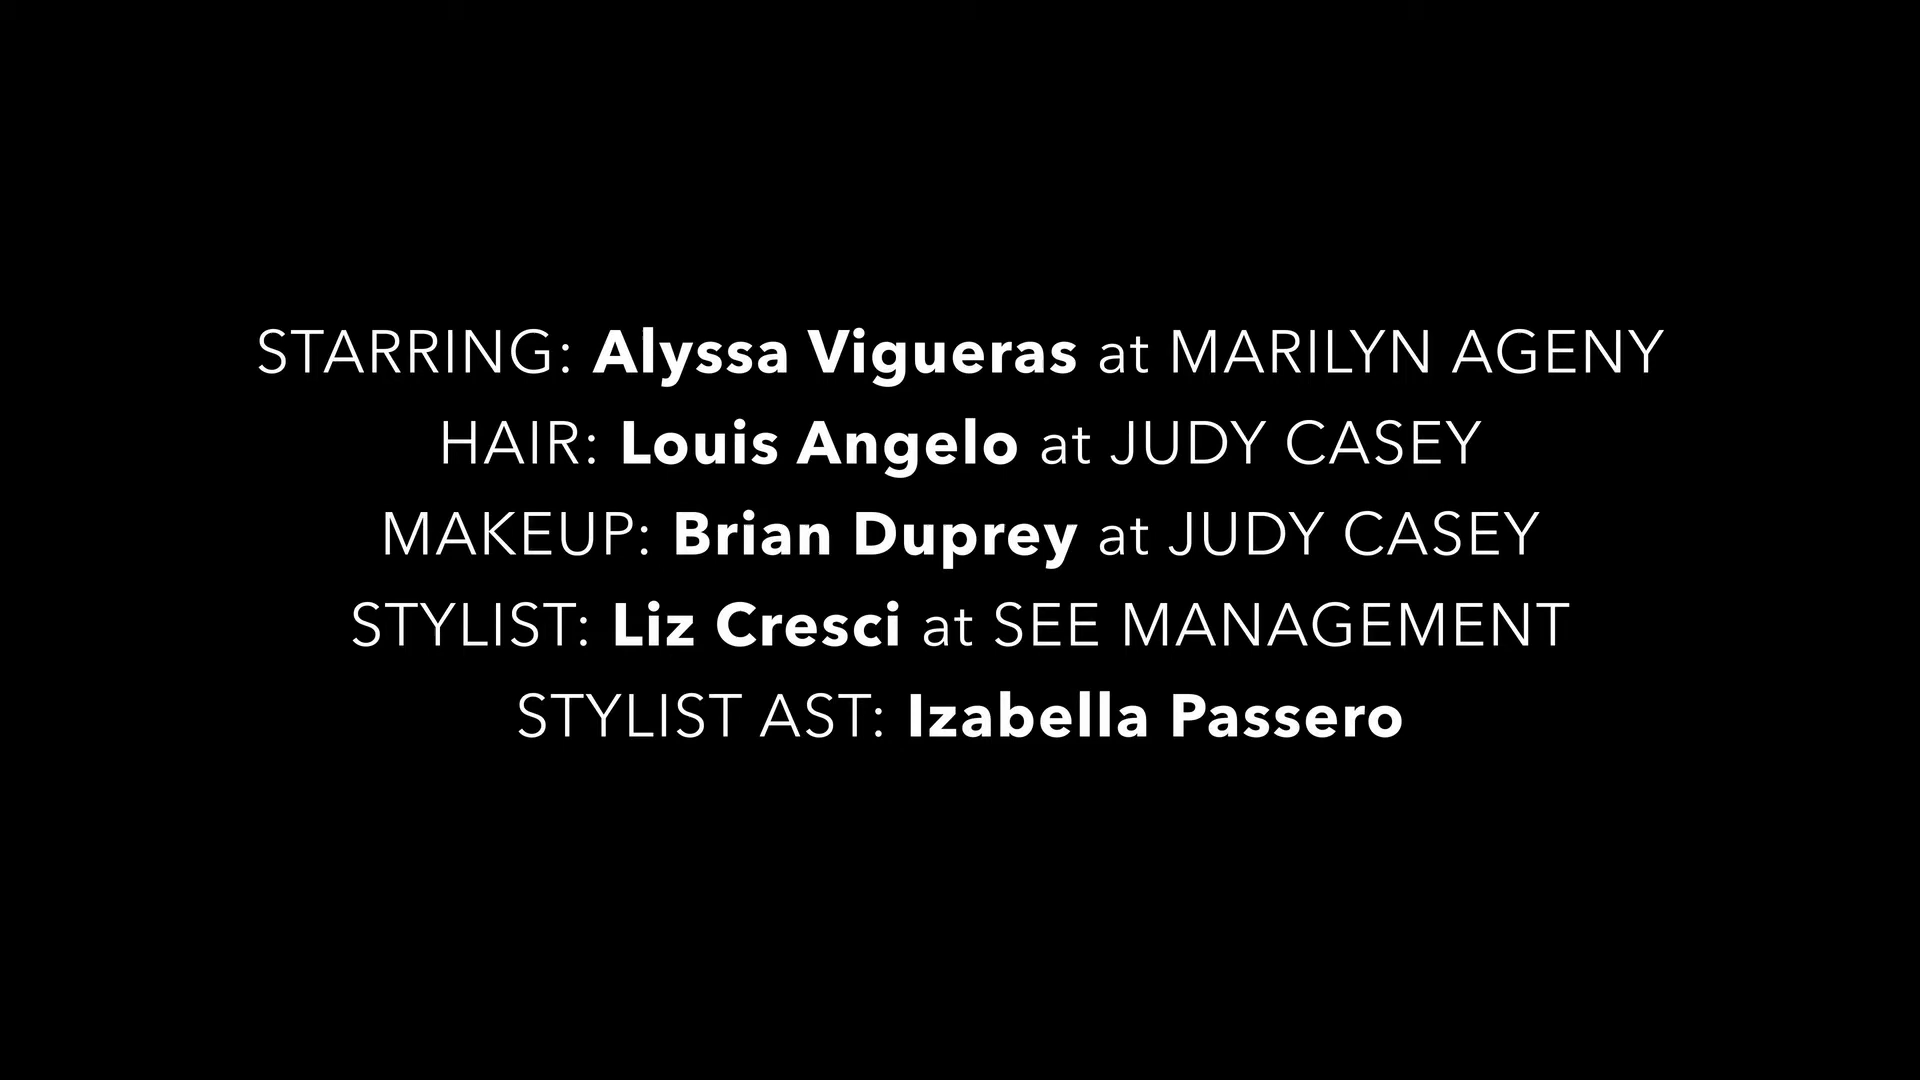 STARRING: Alyssa Vigueras at MARILYN AGENY
HAIR: Louis Angelo at JUDY CASEY
MAKEUP: Brian Duprey at JUDY CASEY
STYLIST: Liz Cresci at SEE MANAGEMENT
STYLIST AST: Izabella Passero